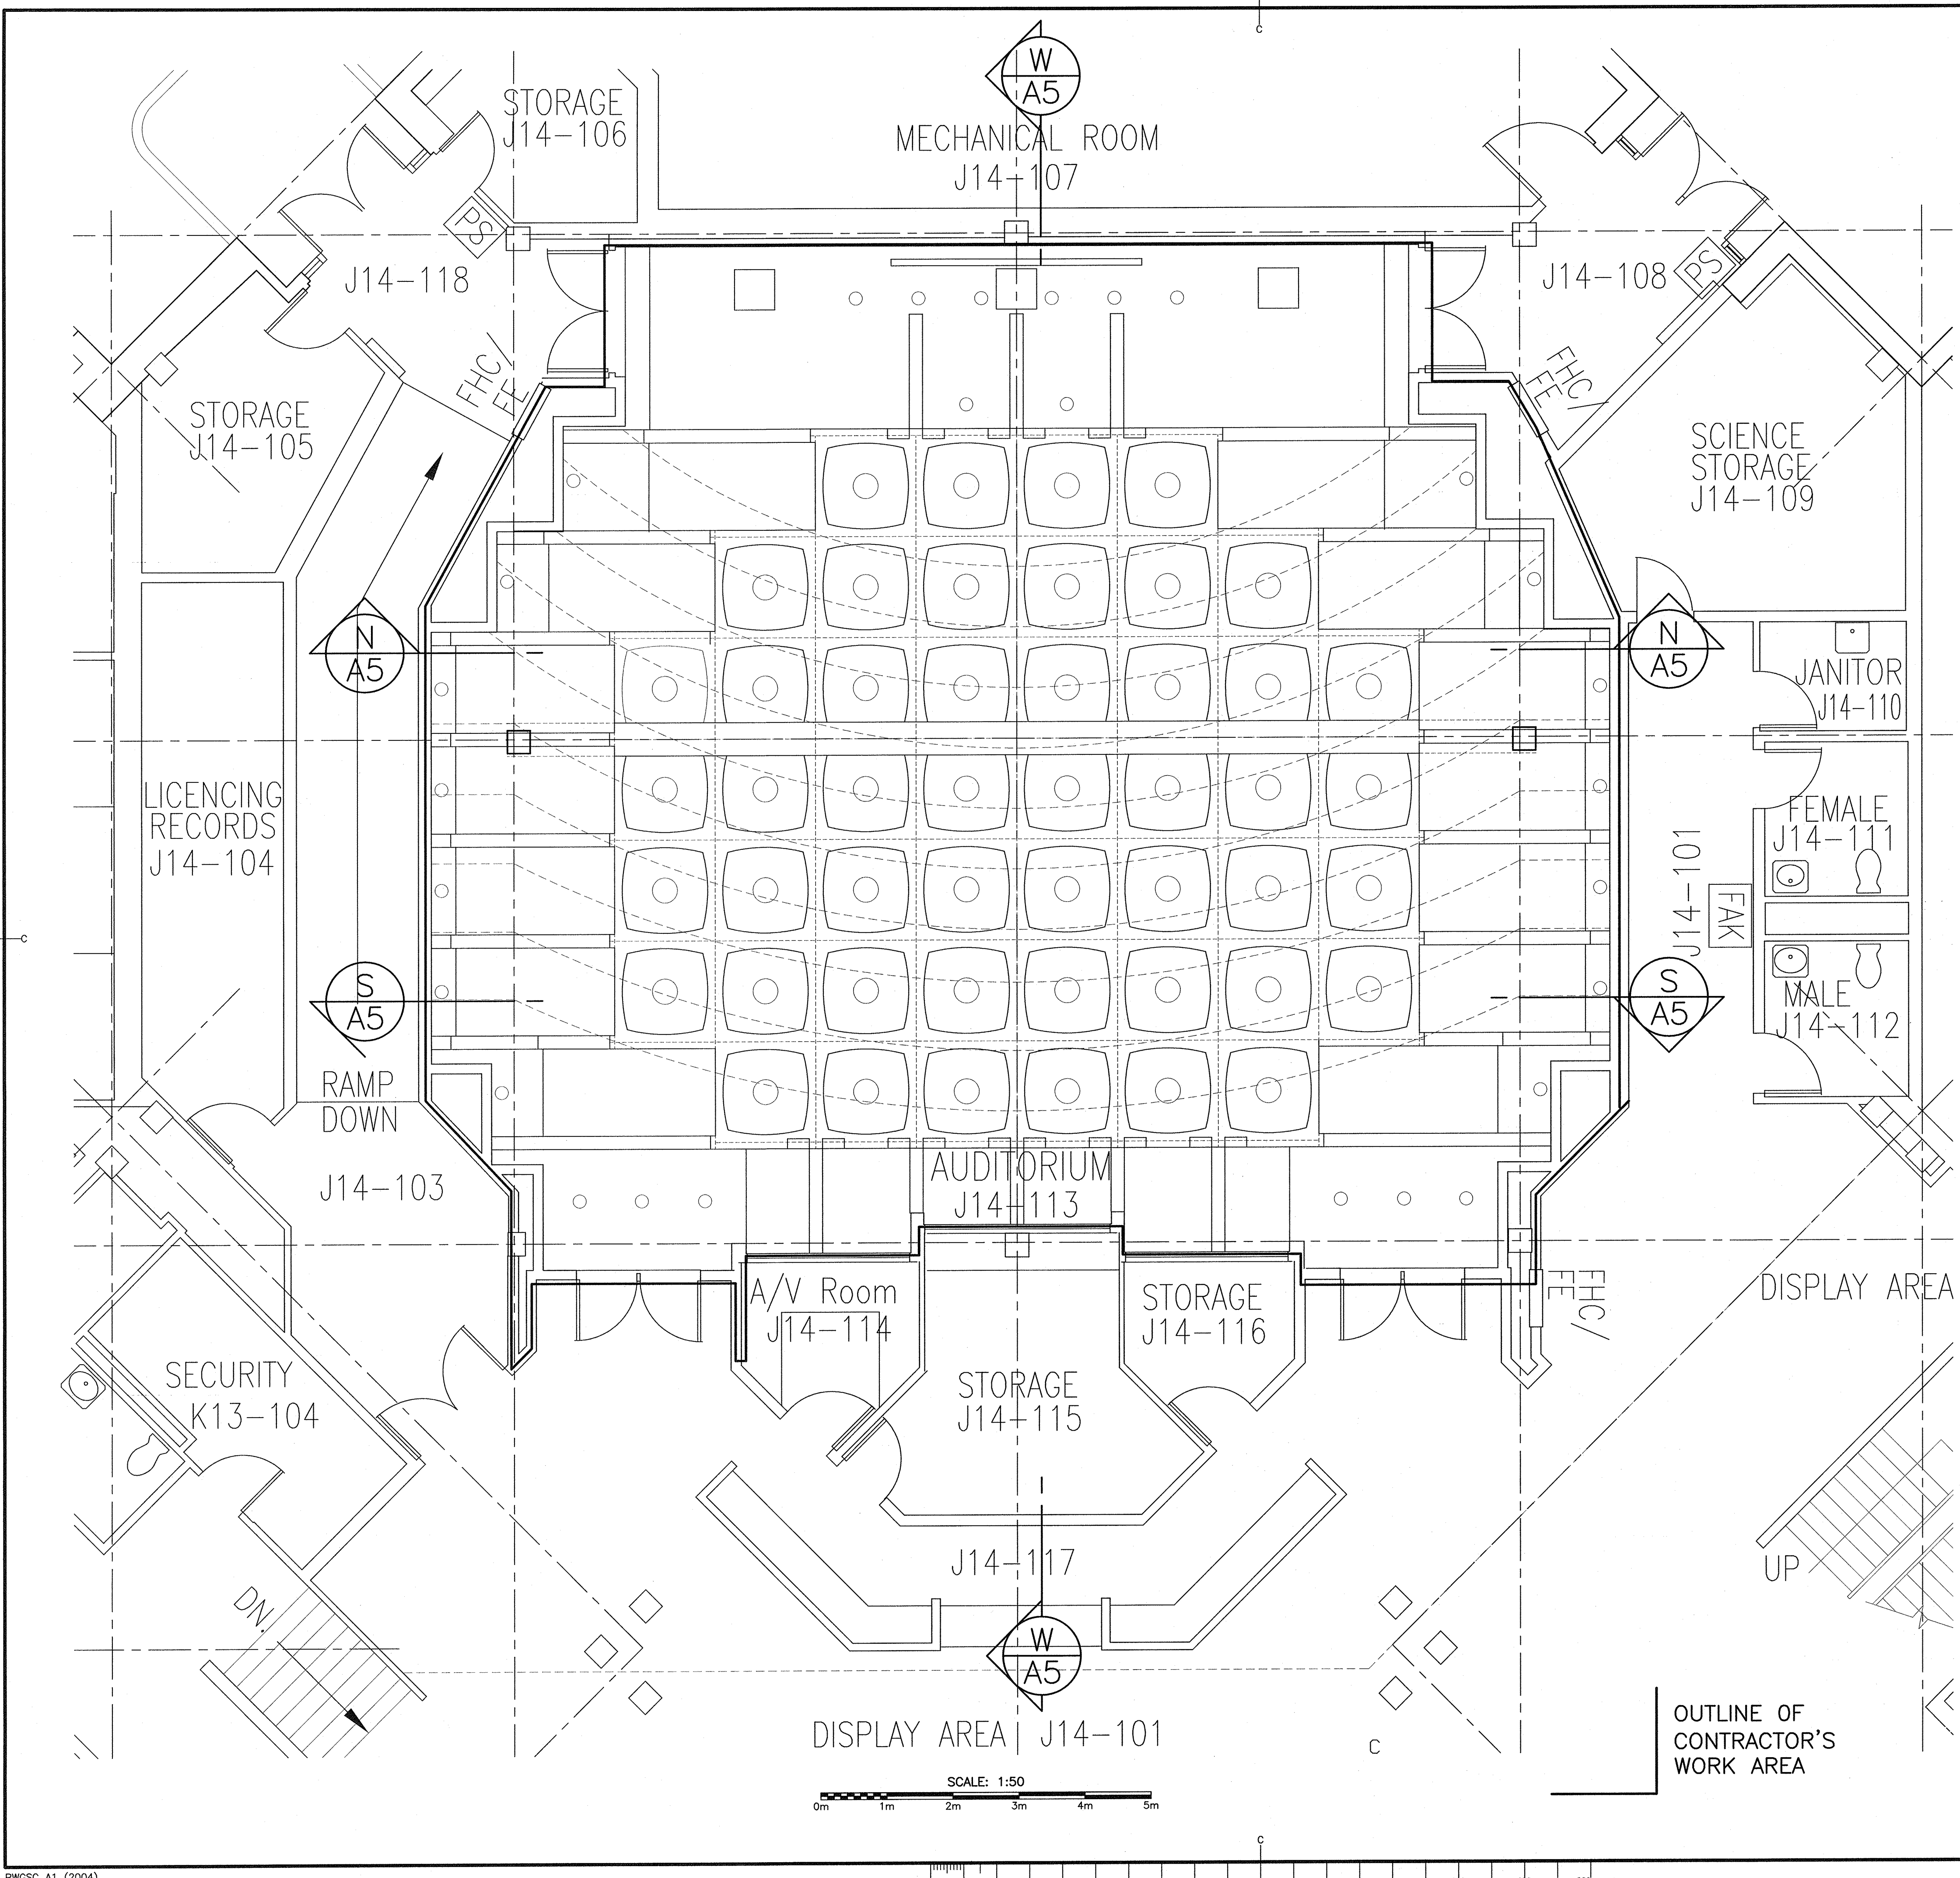 C
W
A5
STORAGE
J14-106
MECHANICAL ROOM
J14-107
PS
J14-118
J14-108
PS
FHC/
FE
FHC/
FE
STORAGE
J14-105
SCIENCE
STORAGE
J14-109
N
A5
N
A5
JANITOR
J14-110
LICENCING
RECORDS
J14-104
FEMALE
J14-111
J14-101
FAK
C
S
A5
S
A5
MALE
J14-112
RAMP
DOWN
J14-103
AUDITORIUM
J14-113
A/V Room
J14-114
STORAGE
J14-116
FHC/
FE
DISPLAY AREA
SECURITY
K13-104
STORAGE
J14-115
J14-117
UP
DN.
W
A5
DISPLAY AREA J14-101
C
OUTLINE OF
CONTRACTOR'S
WORK AREA
SCALE: 1:50
0m 1m 2m 3m 4m 5m
C
PWGSC A1 (2004)